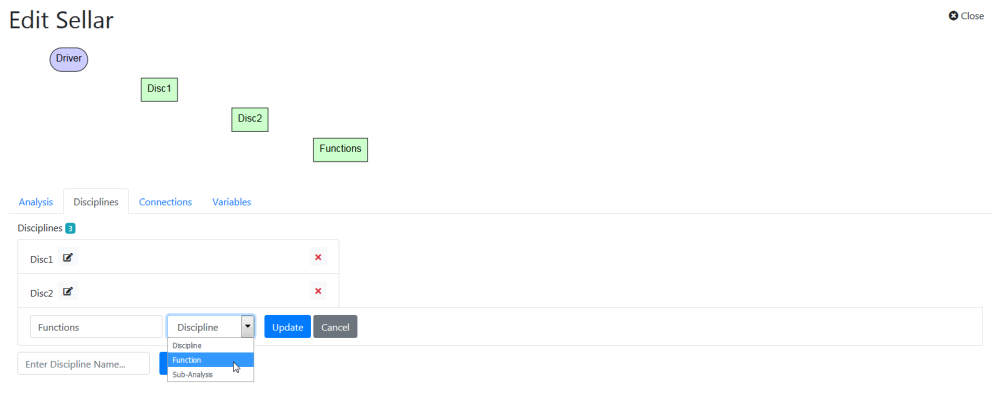 Edit Sellar
Close
Driver
Disc1
Disc2
Functions
Analysis Disciplines Connections Variables
Disciplines 3
Disc1
Disc2
Functions Discipline Update Cancel
Discipline
Function
Sub-Analysis
Enter Discipline Name...